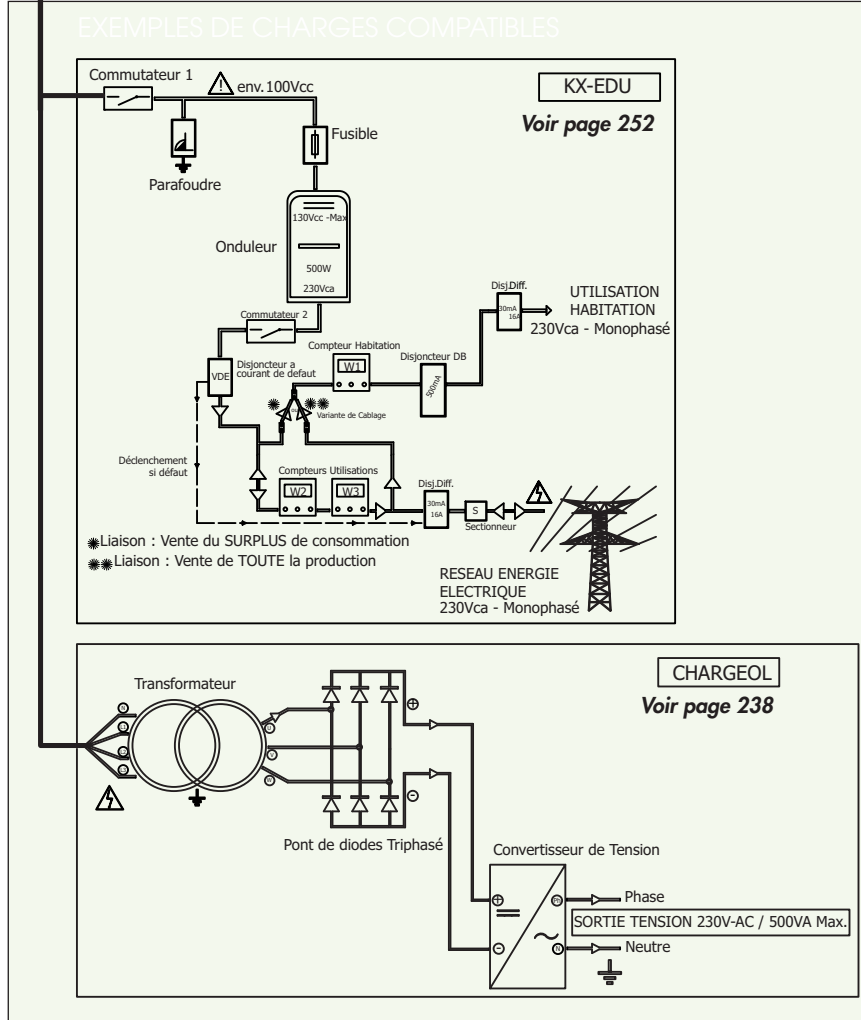 EXEMPLES DE CHARGES COMPATIBLES
Commutateur 1
env.100Vcc
KX-EDU
Voir page 252
Fusible
Parafoudre
130Vcc -Max
Onduleur
500W
230Vca
Commutateur 2
Disj.Diff.
30mA
16A
UTILISATION
HABITATION
230Vca - Monophasé
Compteur Habitation
W1
Disjoncteur DB
500mA
VDE
Disjoncteur a
courant de defaut
Variante de Cablage
Déclenchement
si défaut
Compteurs Utilisations
W2
W3
Disj.Diff.
30mA
16A
S
Sectionneur
Liaison : Vente du SURPLUS de consommation
Liaison : Vente de TOUTE la production
RESEAU ENERGIE
ELECTRIQUE
230Vca - Monophasé
CHARGEOL
Voir page 238
Transformateur
N
L1
L2
L3
U
V
W
Pont de diodes Triphasé
Convertisseur de Tension
Ph
Phase
SORTIE TENSION 230V-AC / 500VA Max.
N
Neutre